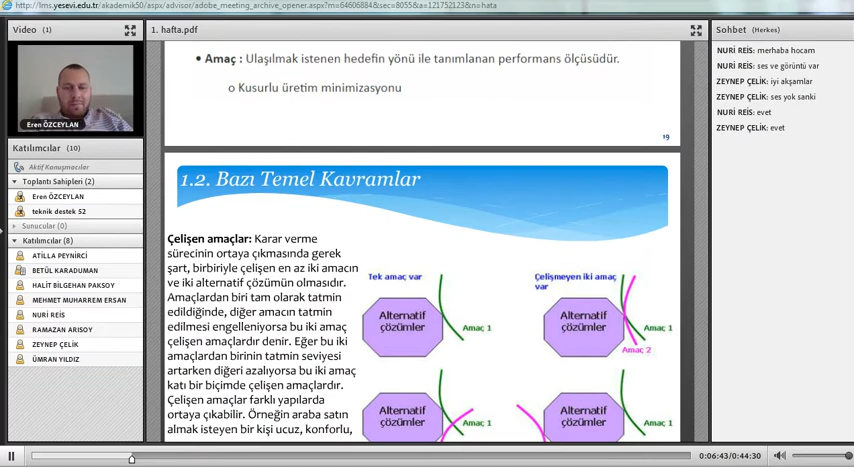 http://lms.yesevi.edu.tr/akademik50/aspx/advisor/adobe_meeting_archive_opener.aspx?m=64606884&sec=8055&a=121752123&n=hata
Video (1)
Eren ÖZCEYLAN
Katılımcılar (10)
Aktif Konuşmacılar
Toplantı Sahipleri (2)
Eren ÖZCEYLAN
teknik destek 52
Sunucular (0)
Katılımcılar (8)
ATİLLA PEYNİRCİ
BETÜL KARADUMAN
HALİT BİLGEHAN PAKSOY
MEHMET MUHARREM ERSAN
NURİ REİS
RAMAZAN ARISOY
ZEYNEP ÇELİK
ÜMRAN YILDIZ
1. hafta.pdf
• Amaç : Ulaşılmak istenen hedefin yönü ile tanımlanan performans ölçüsüdür.
o Kusurlu üretim minimizasyonu
19
1.2. Bazı Temel Kavramlar
Çelişen amaçlar: Karar verme
sürecinin ortaya çıkmasında gerek
şart, birbiriyle çelişen en az iki amacın
ve iki alternatif çözümün olmasıdır.
Amaçlardan biri tam olarak tatmin
edildiğinde, diğer amacın tatmin
edilmesi engelleniyorsa bu iki amaç
çelişen amaçlardır denir. Eğer bu iki
amaçlardan birinin tatmin seviyesi
artarken diğeri azalıyorsa bu iki amaç
katı bir biçimde çelişen amaçlardır.
Çelişen amaçlar farklı yapılarda
ortaya çıkabilir. Örneğin araba satın
almak isteyen bir kişi ucuz, konforlu,
Tek amaç var
Alternatif
çözümler
Amaç 1
Çelişmeyen iki amaç
var
Alternatif
çözümler
Amaç 1
Amaç 2
Alternatif
çözümler
Amaç 1
Alternatif
çözümler
Amaç 1
Sohbet (Herkes)
NURİ REİS: merhaba hocam
NURİ REİS: ses ve görüntü var
ZEYNEP ÇELİK: iyi akşamlar
ZEYNEP ÇELİK: ses yok sanki
NURİ REİS: evet
ZEYNEP ÇELİK: evet
0:06:43/0:44:30